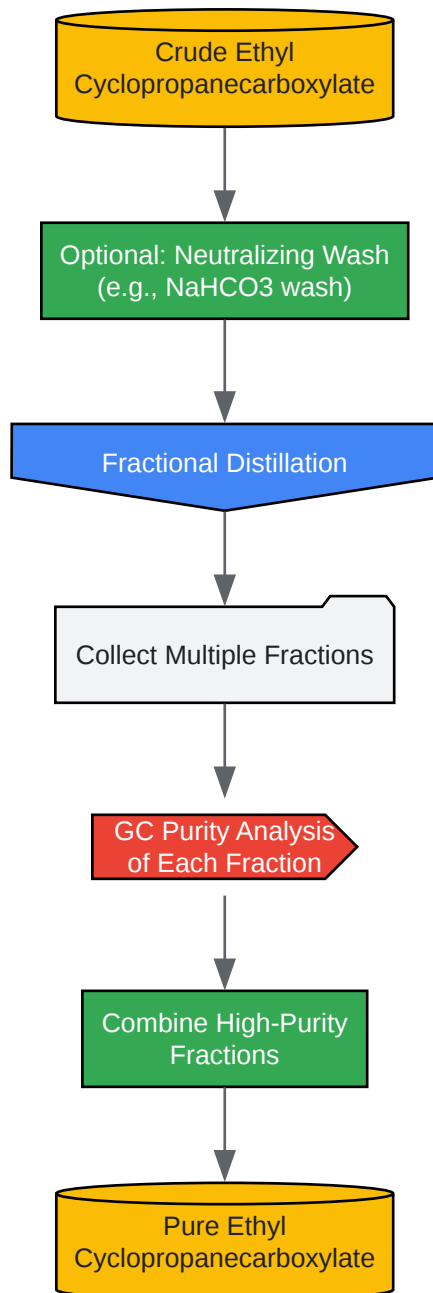 Crude Ethyl
Cyclopropanecarboxylate
Optional: Neutralizing Wash
(e.g., NaHCO3 wash)
Fractional Distillation
Collect Multiple Fractions
GC Purity Analysis
of Each Fraction
Combine High-Purity
Fractions
Pure Ethyl
Cyclopropanecarboxylate